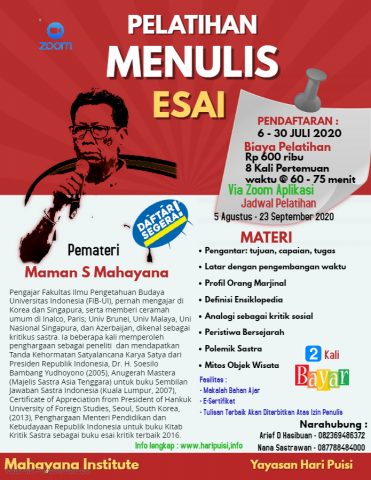 zoom
PELATIHAN
MENULIS
ESAI
PENDAFTARAN :
6 - 30 JULI 2020
Biaya Pelatihan
Rp 600 ribu
8 Kali Pertemuan
waktu @ 60 - 75 menit
Via Zoom Aplikasi
Jadwal Pelatihan
5 Agustus - 23 September 2020
DAFTAR
SEGERA!
Pemateri
Maman S Mahayana
Pengajar Fakultas Ilmu Pengetahuan Budaya
Universitas Indonesia (FIB-UI), pernah mengajar di
Korea dan Singapura, serta memberi ceramah
umum di Inalco, Paris; Univ Brunei, Univ Malaya, Uni
Nasional Singapura, dan Azerbaijan, dikenal sebagai
kritikus sastra. Ia beberapa kali memperoleh
penghargaan sebagai peneliti dan mendapatkan
Tanda Kehormatan Satyalancana Karya Satya dari
Presiden Republik Indonesia, Dr. H. Soesilo
Bambang Yudhoyono (2005), Anugerah Mastera
(Majelis Sastra Asia Tenggara) untuk buku Sembilan
Jawaban Sastra Indonesia (Kuala Lumpur, 2007),
Certificate of Appreciation from President of Hankuk
University of Foreign Studies, Seoul, South Korea,
(2013), Penghargaan Menteri Pendidikan dan
Kebudayaan Republik Indonesia untuk buku Kitab
Kritik Sastra sebagai buku esai kritik terbaik 2016.
MATERI
• Pengantar: tujuan, capaian, tugas
• Latar dengan pengembangan waktu
• Profil Orang Marjinal
• Definisi Ensiklopedia
• Analogi sebagai kritik sosial
• Peristiwa Bersejarah
• Polemik Sastra
• Mitos Objek Wisata
2 Kali
Bayar
Fasilitas :
- Makalah Bahan Ajar
- E-Sertifikat
- Tulisan Terbaik Akan Diterbitkan Atas Izin Penulis
Narahubung :
Arief D Hasibuan - 082369486372
Nana Sastrawan - 087788484000
Info lengkap : www.haripuisi.info
Mahayana Institute
Yayasan Hari Puisi